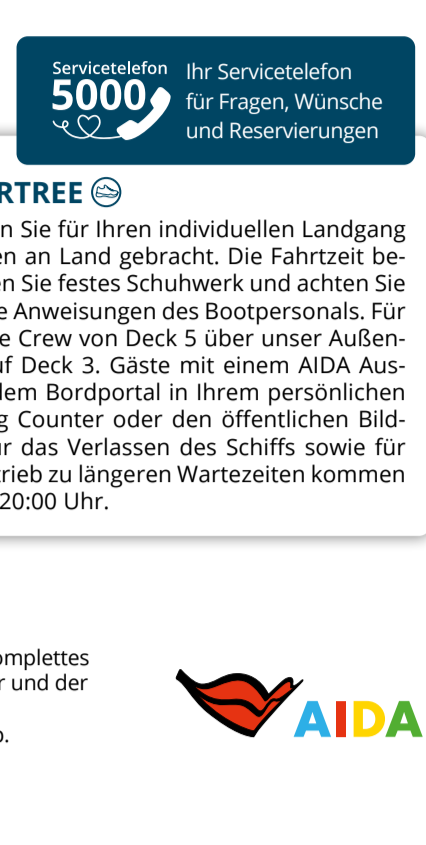 Servicetelefon
5000
Ihr Servicetelefon
für Fragen, Wünsche
und Reservierungen
RTREE
n Sie für Ihren individuellen Landgang
en an Land gebracht. Die Fahrtzeit be-
en Sie festes Schuhwerk und achten Sie
e Anweisungen des Bootpersonals. Für
e Crew von Deck 5 über unser Außen-
uf Deck 3. Gäste mit einem AIDA Aus-
dem Bordportal in Ihrem persönlichen
g Counter oder den öffentlichen Bild-
ur das Verlassen des Schiffs sowie für
trieb zu längeren Wartezeiten kommen
20:00 Uhr.
omplettes
r und der
o.
AIDA